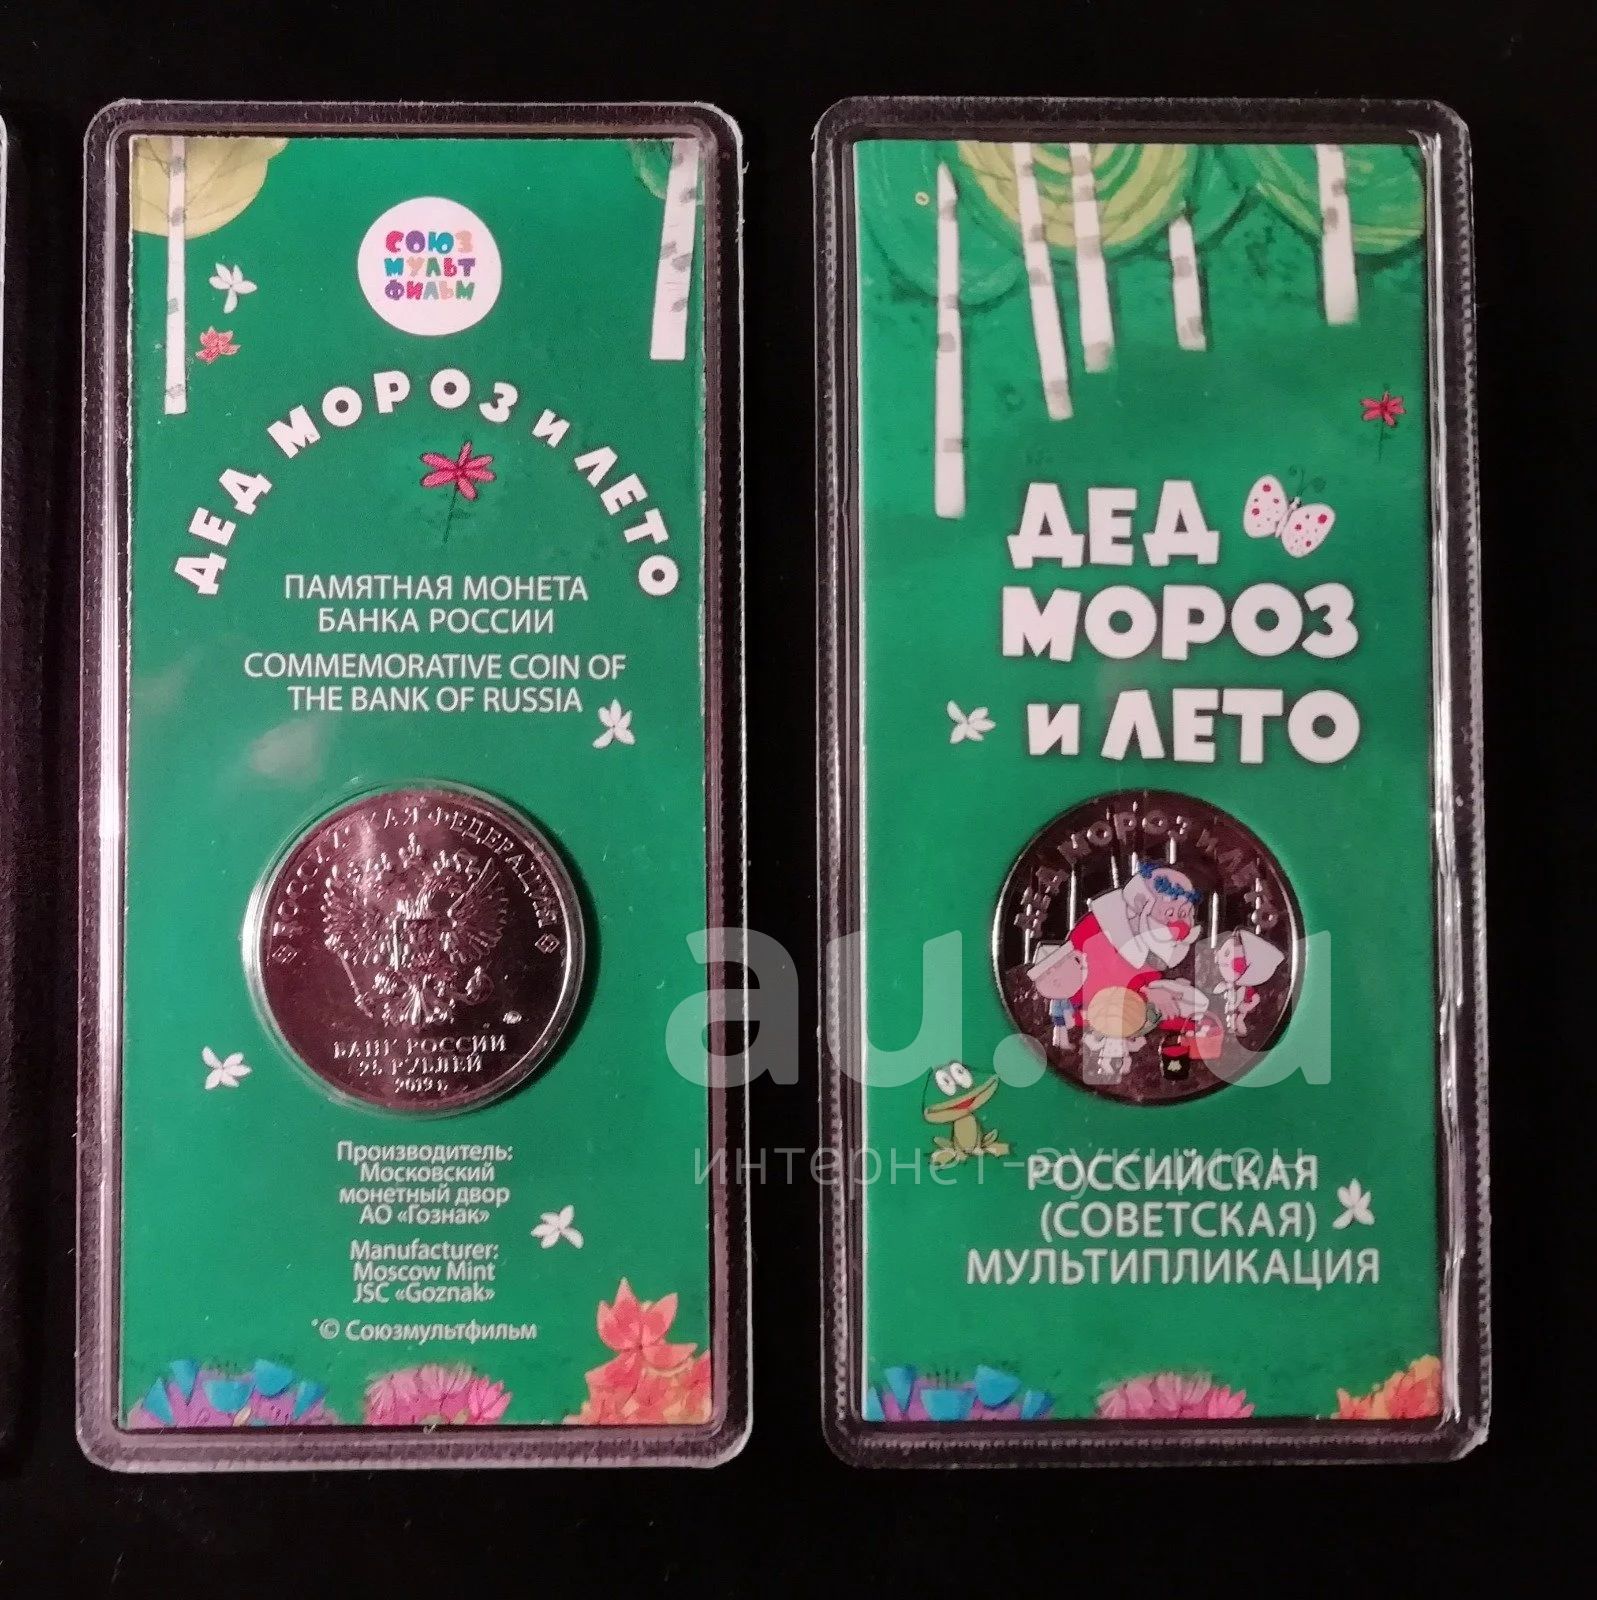 СОЮЗ
МУЛЬТ
ФИЛЬМ
ДЕД МОРОЗ И ЛЕТО
ПАМЯТНАЯ МОНЕТА
БАНКА РОССИИ
COMMEMORATIVE COIN OF
THE BANK OF RUSSIA
РОССИЙСКАЯ ФЕДЕРАЦИЯ
БАНК РОССИИ
25 РУБЛЕЙ
2019 г.
Производитель:
Московский
монетный двор
АО «Гознак»
Manufacturer:
Moscow Mint
JSC «Goznak»
*© Союзмультфильм
ДЕД
МОРОЗ
И ЛЕТО
ДЕД МОРОЗ И ЛЕТО
РОССИЙСКАЯ
(СОВЕТСКАЯ)
МУЛЬТИПЛИКАЦИЯ
au.ru
интернет-аукцион